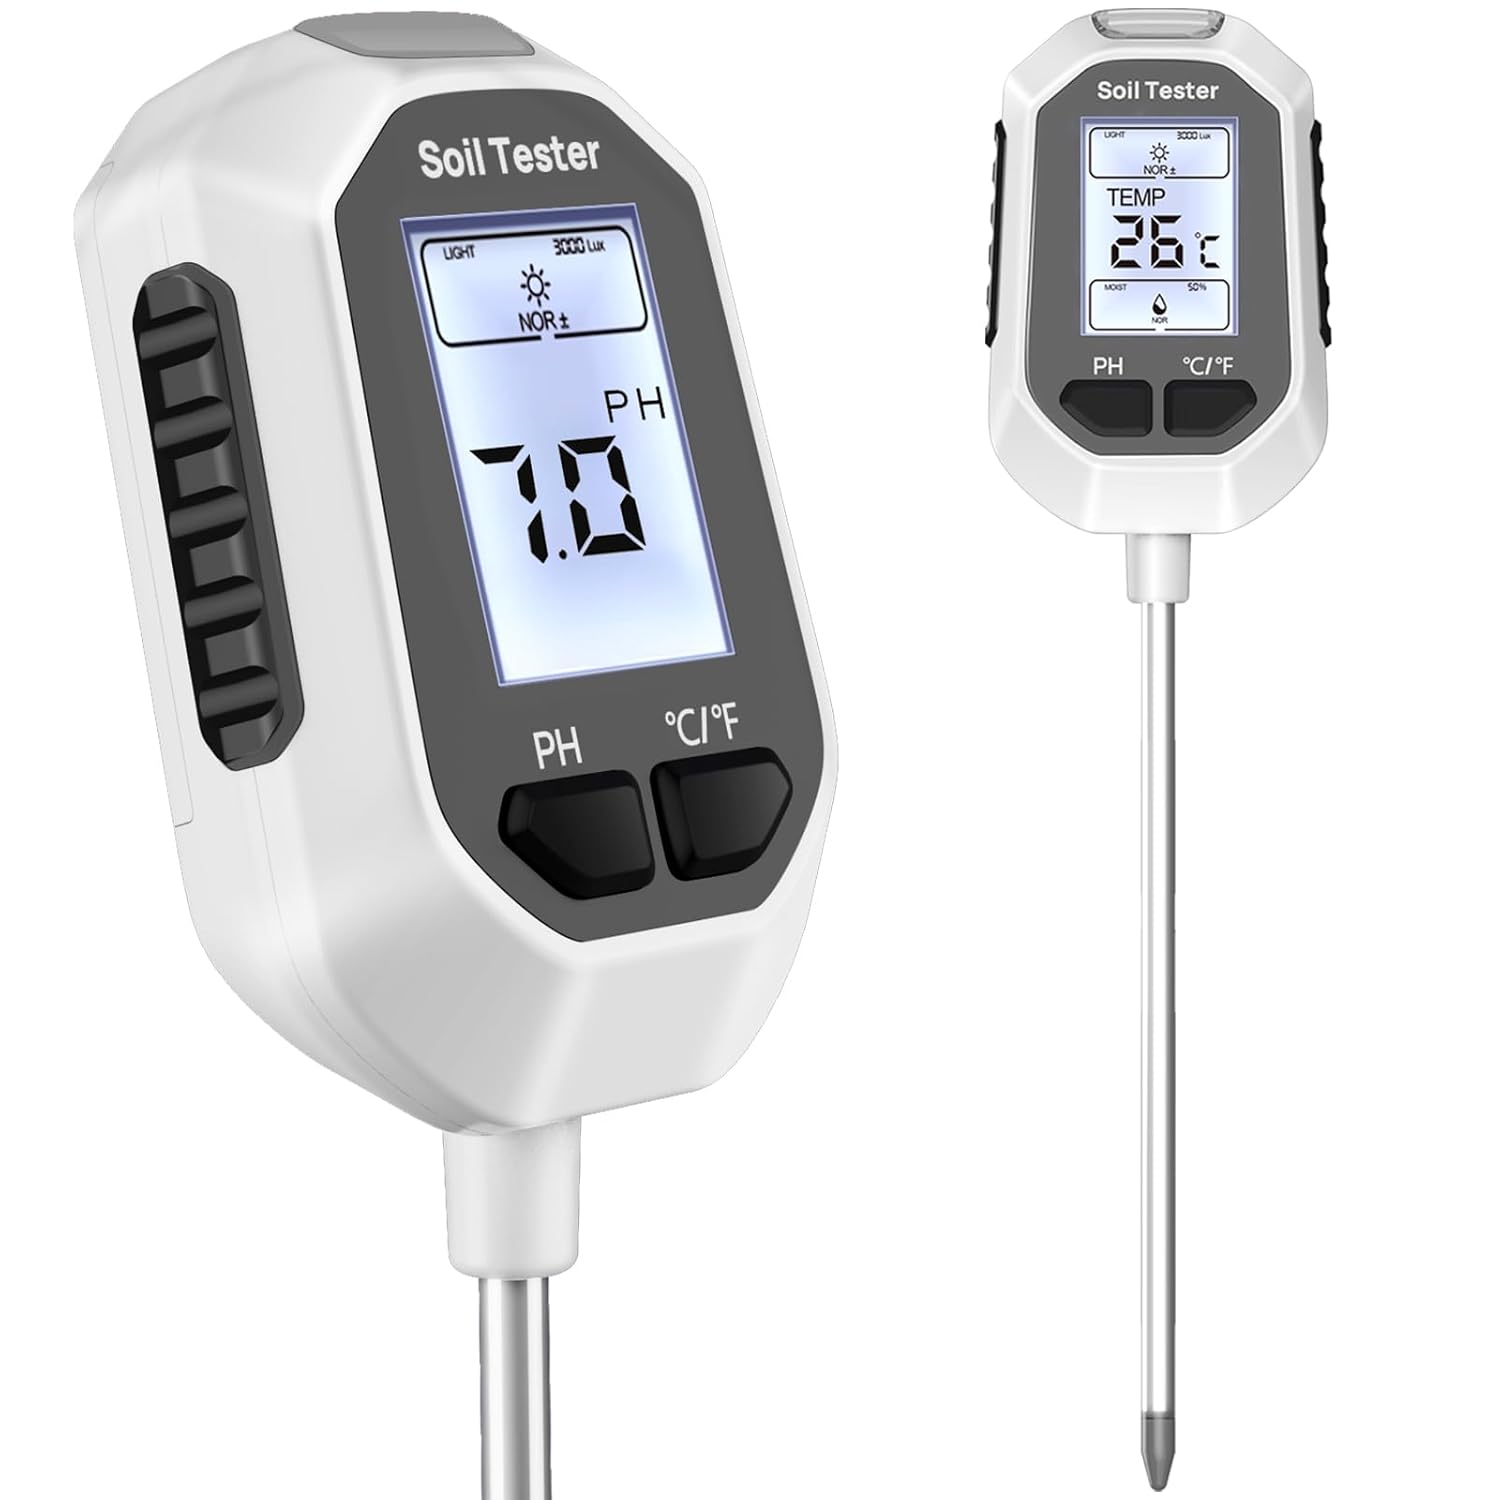 Soil Tester
LIGHT 3000 Lux
NOR ±
PH
7.0
PH °C/°F
Soil Tester
LIGHT 3000 Lux
NOR ±
TEMP
26 °C
MOIST 50%
NOR
PH °C/°F